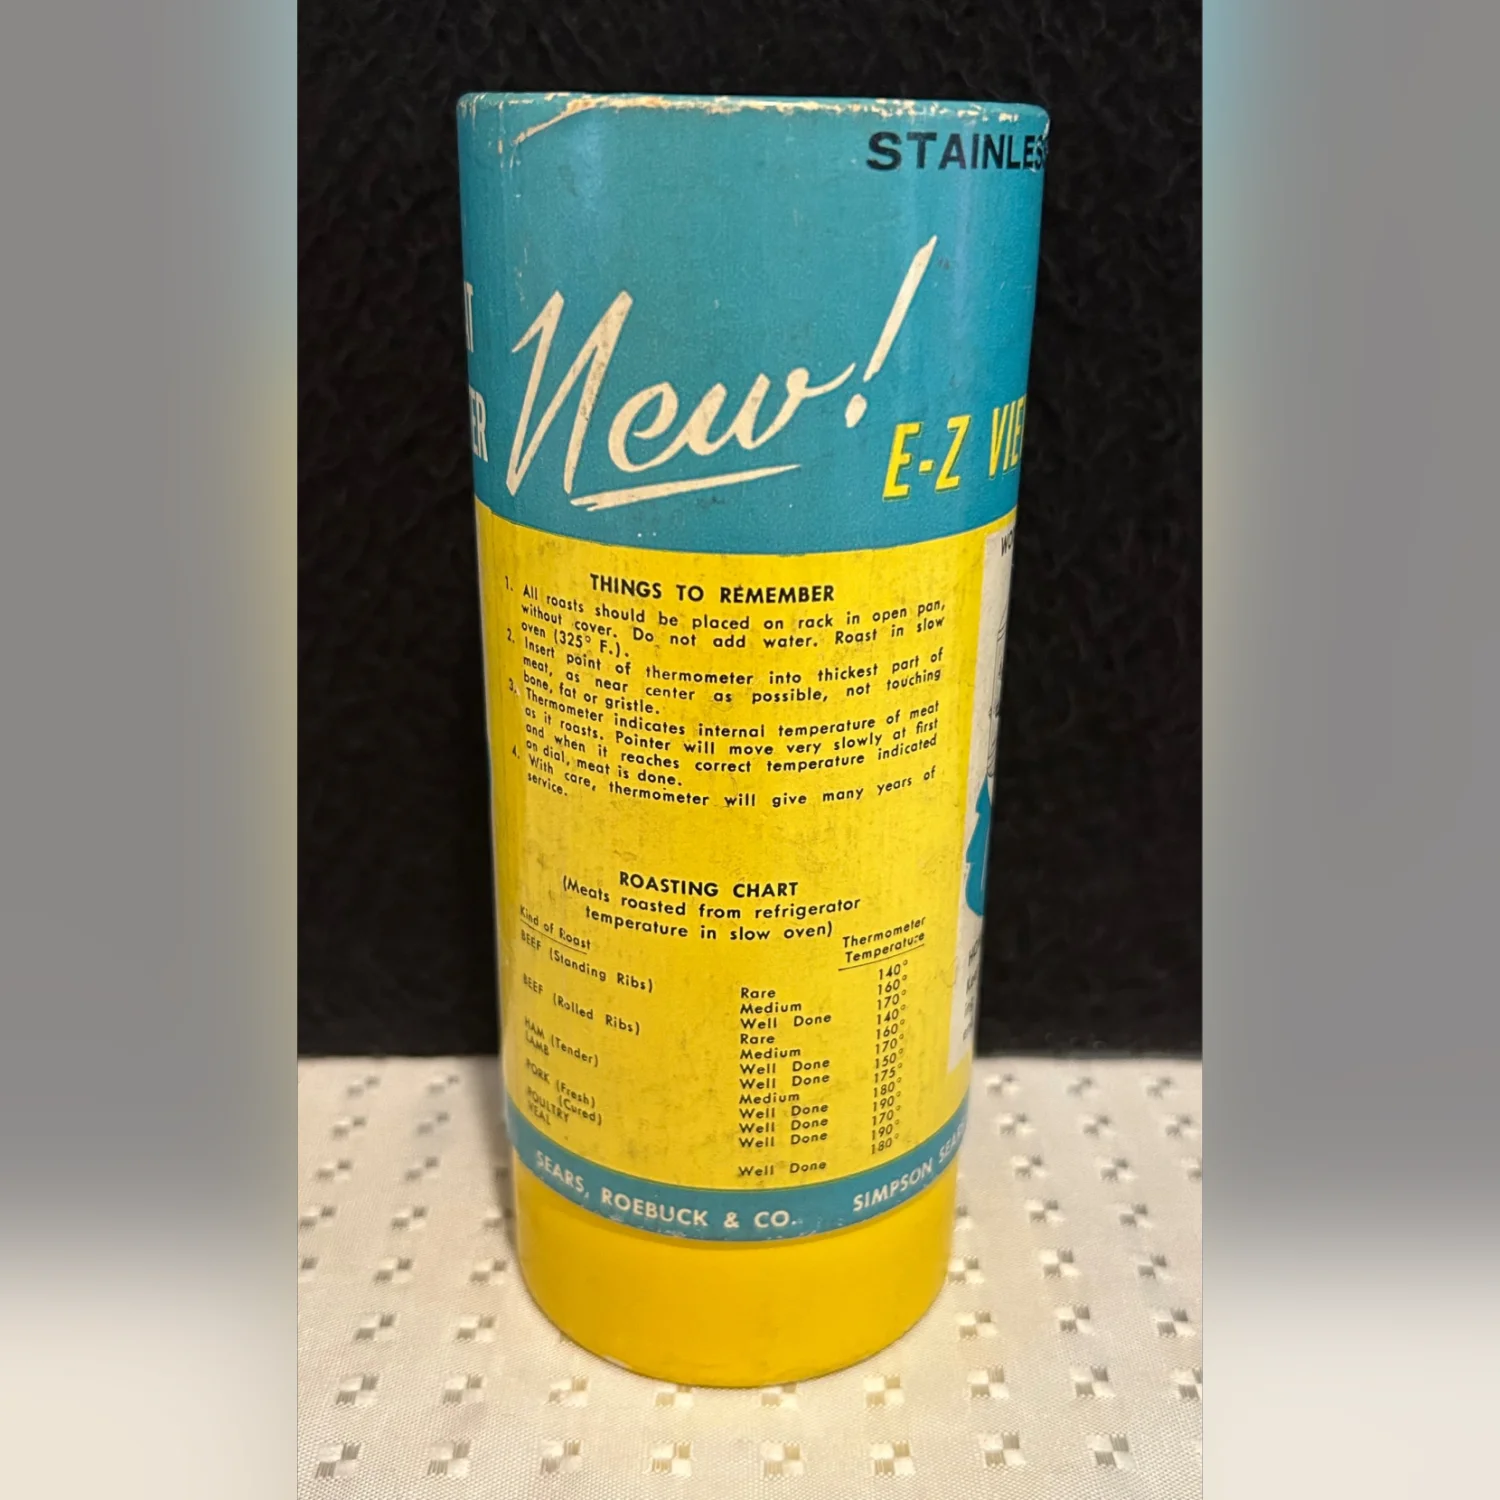 STAINLES
IT
ER
New!
E-Z VIE
THINGS TO REMEMBER
1. All roasts should be placed on rack in open pan,
without cover. Do not add water. Roast in slow
oven (325° F.).
2. Insert point of thermometer into thickest part of
meat, as near center as possible, not touching
bone, fat or gristle.
3. Thermometer indicates internal temperature of meat
as it roasts. Pointer will move very slowly at first
and when it reaches correct temperature indicated
on dial, meat is done.
4. With care, thermometer will give many years of
service.
ROASTING CHART
(Meats roasted from refrigerator
temperature in slow oven)
Kind of Roast Thermometer
Temperature
BEEF (Standing Ribs) Rare 140°
Medium 160°
Well Done 170°
BEEF (Rolled Ribs) Rare 140°
Medium 160°
Well Done 170°
HAM (Tender) Well Done 150°
LAMB Medium 175°
Well Done 180°
PORK (Fresh) Well Done 190°
(Cured) Well Done 170°
POULTRY 190°
VEAL Well Done 180°
SEARS, ROEBUCK & CO. SIMPSON SEAR